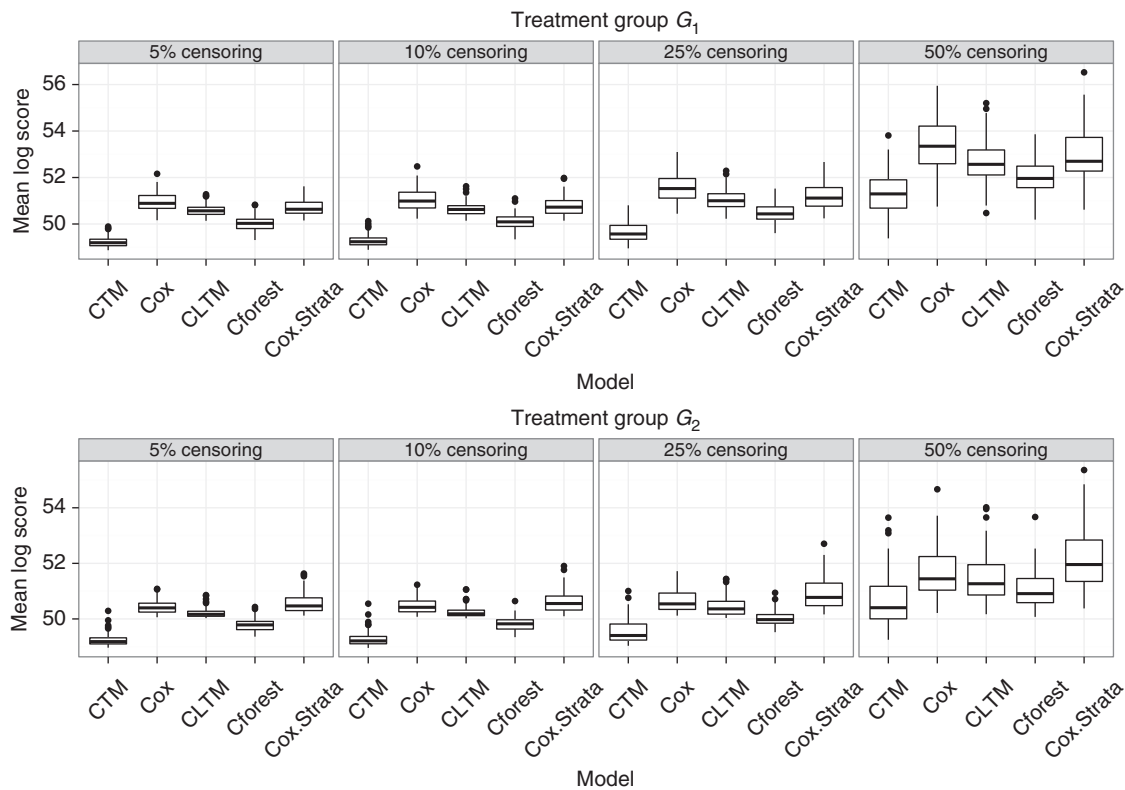 Treatment group G1
5% censoring 10% censoring 25% censoring 50% censoring
56
54
52
50
Mean log score
CTM Cox CLTM Cforest Cox.Strata CTM Cox CLTM Cforest Cox.Strata CTM Cox CLTM Cforest Cox.Strata CTM Cox CLTM Cforest Cox.Strata
Model
Treatment group G2
5% censoring 10% censoring 25% censoring 50% censoring
54
52
50
Mean log score
CTM Cox CLTM Cforest Cox.Strata CTM Cox CLTM Cforest Cox.Strata CTM Cox CLTM Cforest Cox.Strata CTM Cox CLTM Cforest Cox.Strata
Model